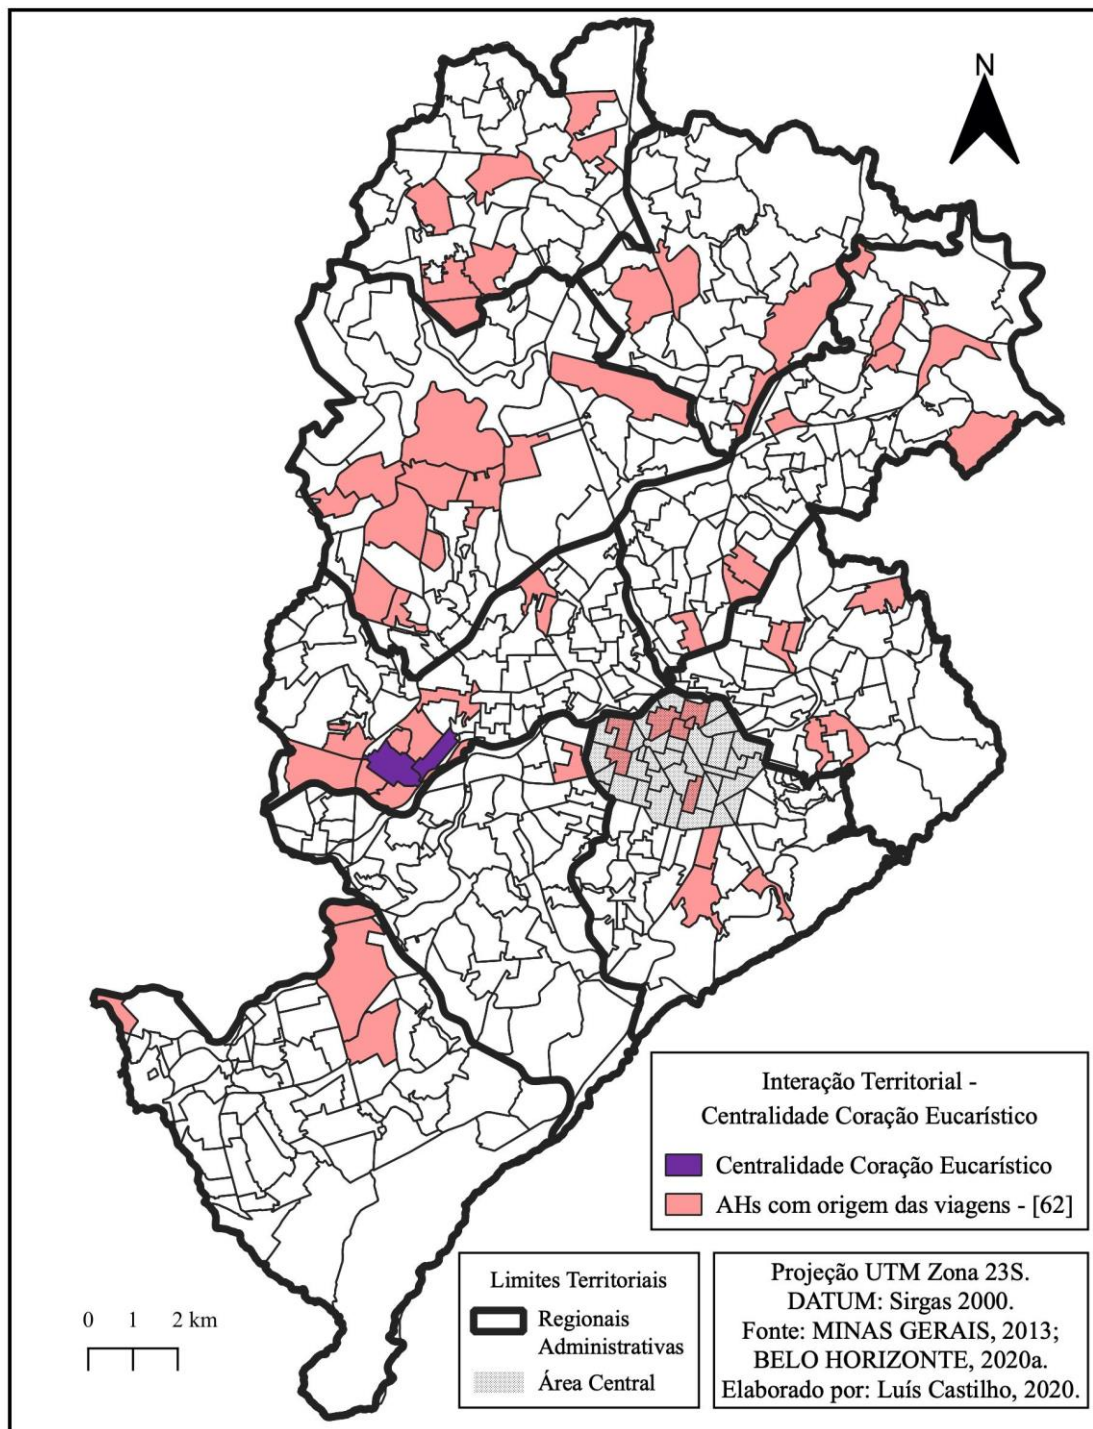 N
Interação Territorial -
Centralidade Coração Eucarístico
Centralidade Coração Eucarístico
AHs com origem das viagens - [62]
Limites Territoriais
Regionais
Administrativas
Área Central
Projeção UTM Zona 23S.
DATUM: Sirgas 2000.
Fonte: MINAS GERAIS, 2013;
BELO HORIZONTE, 2020a.
Elaborado por: Luís Castilho, 2020.
0 1 2 km